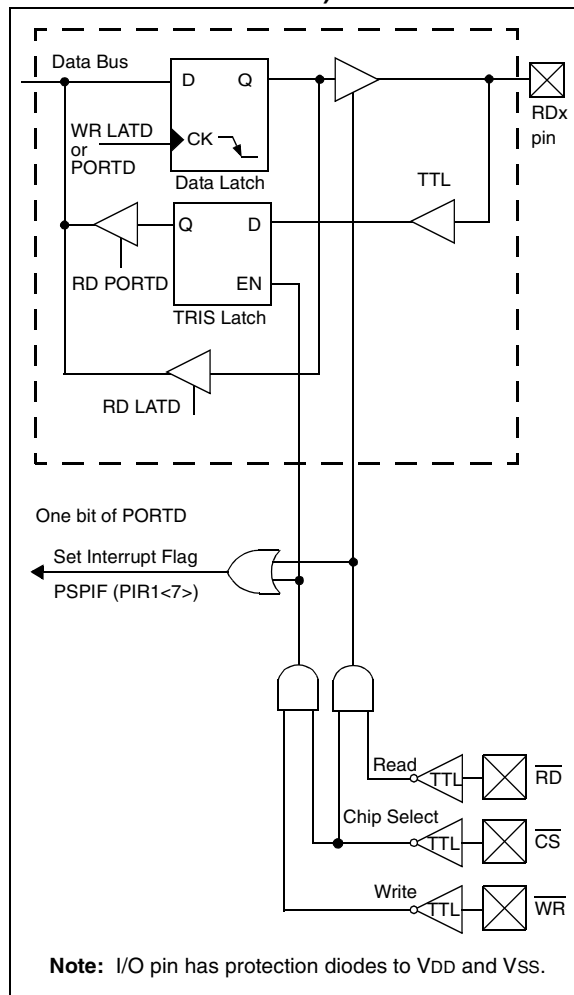 Data Bus
D Q
WR LATD
or
PORTD
CK
Data Latch
RDx
pin
TTL
Q D
RD PORTD
EN
TRIS Latch
RD LATD
One bit of PORTD
Set Interrupt Flag
PSPIF (PIR1<7>)
Read
TTL
RD
Chip Select
TTL
CS
Write
TTL
WR
Note: I/O pin has protection diodes to VDD and VSS.